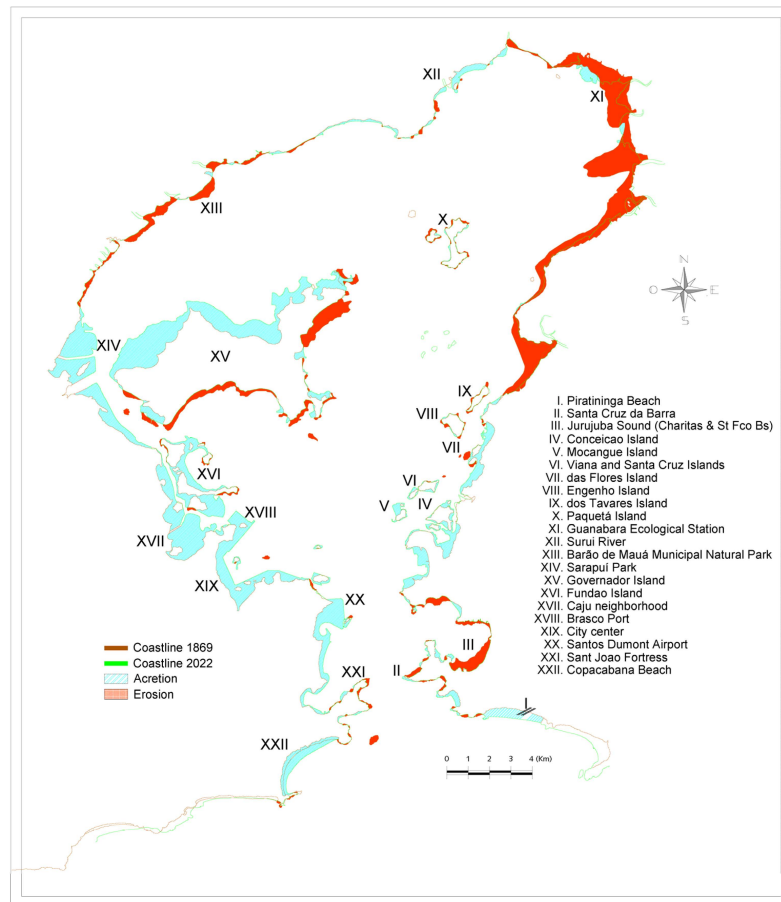 XII
XI
XIII
X
N
O
E
S
XIV
XV
IX
VIII
VII
XVI
VI
V
IV
XVIII
XVII
XIX
XX
III
II
XXI
I
XXII
I. Piratininga Beach
II. Santa Cruz da Barra
III. Jurujuba Sound (Charitas & St Fco Bs)
IV. Conceicao Island
V. Mocangue Island
VI. Viana and Santa Cruz Islands
VII. das Flores Island
VIII. Engenho Island
IX. dos Tavares Island
X. Paquetá Island
XI. Guanabara Ecological Station
XII. Surui River
XIII. Barão de Mauá Municipal Natural Park
XIV. Sarapuí Park
XV. Governador Island
XVI. Fundao Island
XVII. Caju neighborhood
XVIII. Brasco Port
XIX. City center
XX. Santos Dumont Airport
XXI. Sant Joao Fortress
XXII. Copacabana Beach
Coastline 1869
Coastline 2022
Accretion
Erosion
0 1 2 3 4 (Km)